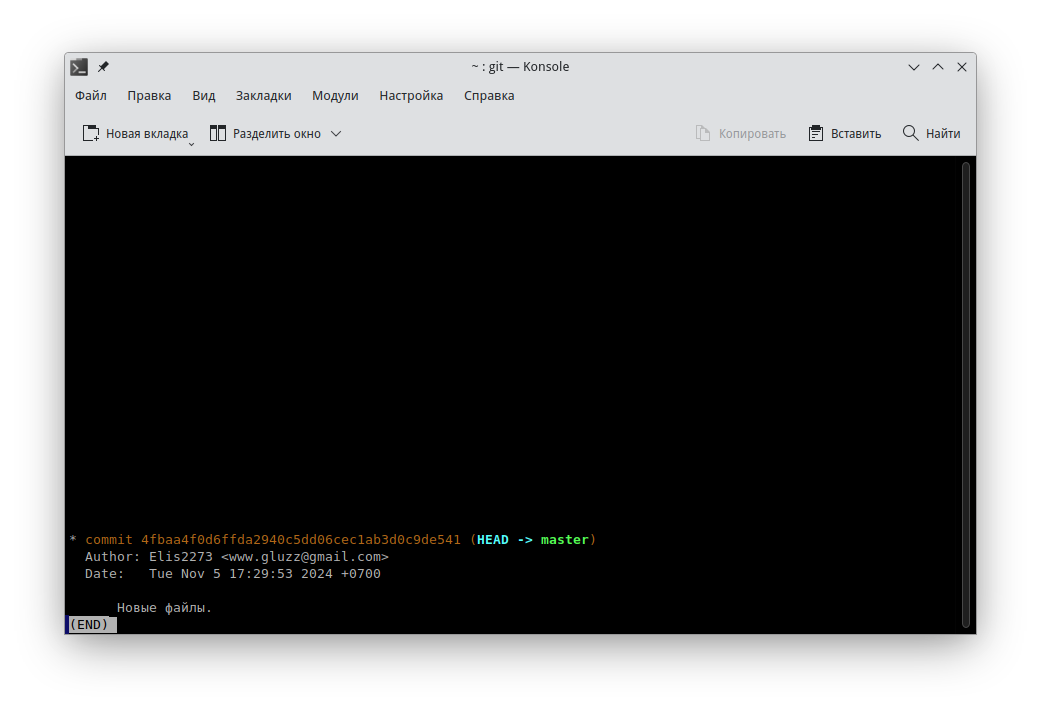 ~ : git — Konsole
Файл Правка Вид Закладки Модули Настройка Справка
Новая вкладка Разделить окно Копировать Вставить Найти
* commit 4fbaa4f0d6ffda2940c5dd06cec1ab3d0c9de541 (HEAD -> master)
Author: Elis2273 <www.gluzz@gmail.com>
Date:   Tue Nov 5 17:29:53 2024 +0700
Новые файлы.
(END)